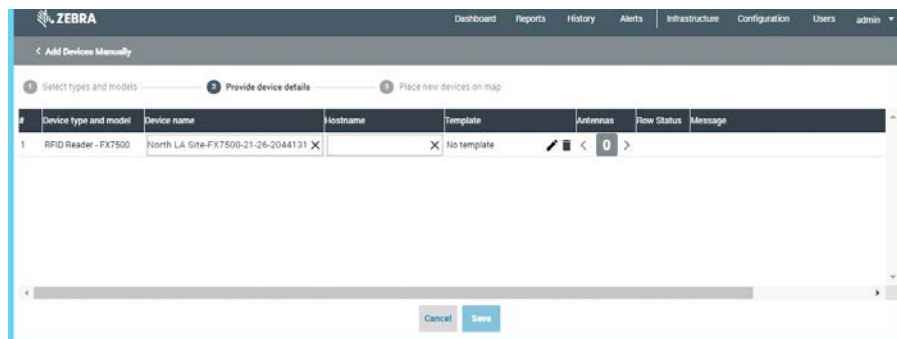 ZEBRA Dashboard Reports History Alerts Infrastructure Configuration Users admin
< Add Devices Manually
1 Select types and models 2 Provide device details 3 Place new devices on map
# Device type and model Device name Hostname Template Antennas Row Status Message
1 RFID Reader - FX7500 North LA Site-FX7500-21-26-2044131 X X No template < 0 >
Cancel Save